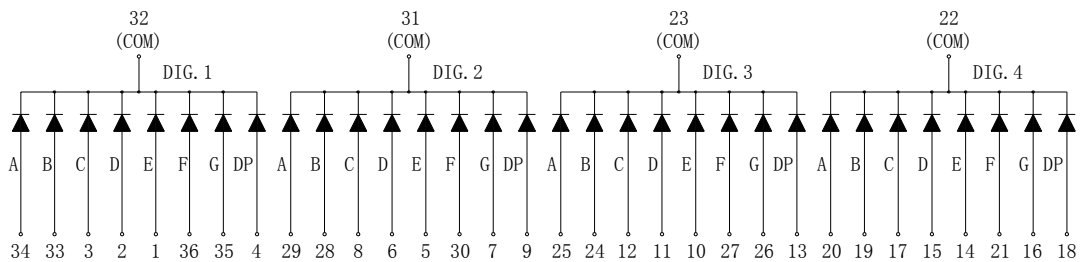 32 31 23 22
(COM) (COM) (COM) (COM)
DIG.1 DIG.2 DIG.3 DIG.4
A B C D E F G DP A B C D E F G DP A B C D E F G DP A B C D E F G DP
34 33 3 2 1 36 35 4 29 28 8 6 5 30 7 9 25 24 12 11 10 27 26 13 20 19 17 15 14 21 16 18